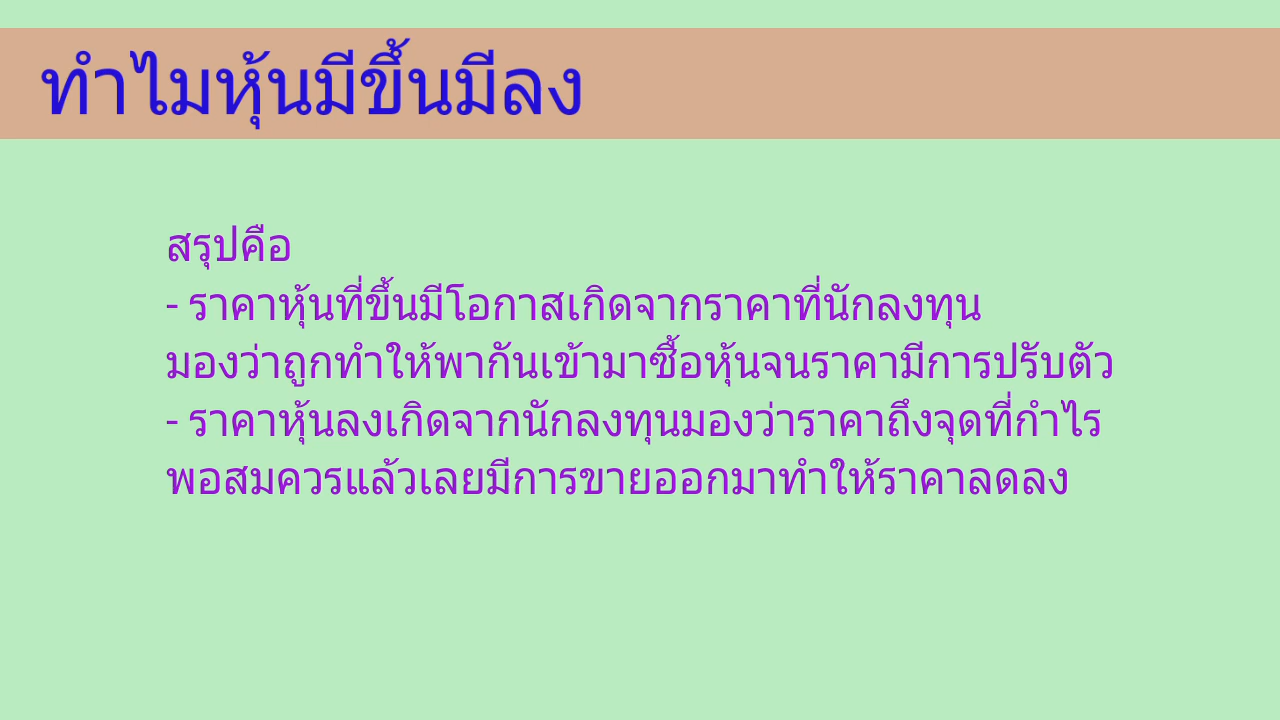 ทำไมหุ้นมีขึ้นมีลง
สรุปคือ
- ราคาหุ้นที่ขึ้นมีโอกาสเกิดจากราคาที่นักลงทุน
มองว่าถูกทำให้พากันเข้ามาซื้อหุ้นจนราคามีการปรับตัว
- ราคาหุ้นลงเกิดจากนักลงทุนมองว่าราคาถึงจุดที่กำไร
พอสมควรแล้วเลยมีการขายออกมาทำให้ราคาลดลง